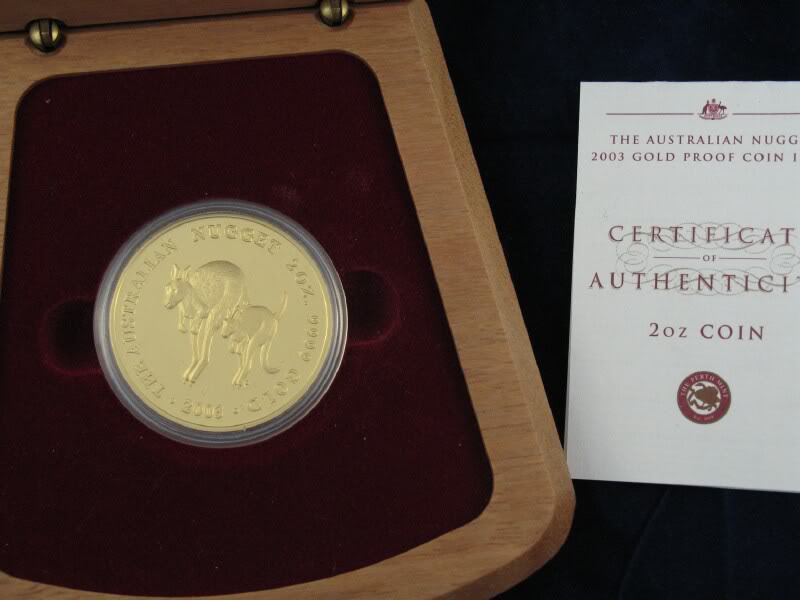 THE AUSTRALIAN NUGGET 2OZ. 9999 GOLD.
THE AUSTRALIAN NUGG
2003 GOLD PROOF COIN I
CERTIFICAT
OF
AUTHENTICI
2oz COIN
THE PERTH MINT